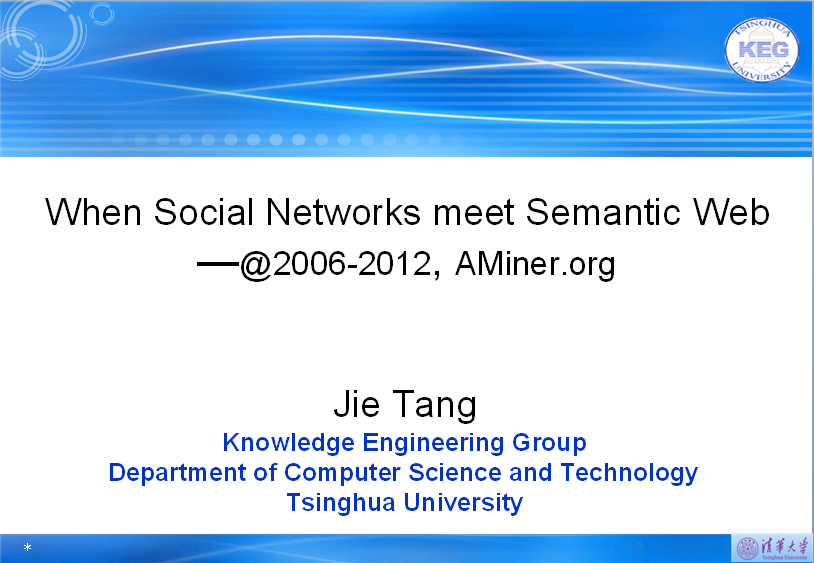 TSINGHUA
KEG
UNIVERSITY
When Social Networks meet Semantic Web
—@2006-2012, AMiner.org
Jie Tang
Knowledge Engineering Group
Department of Computer Science and Technology
Tsinghua University
*
清华大学
Tsinghua University